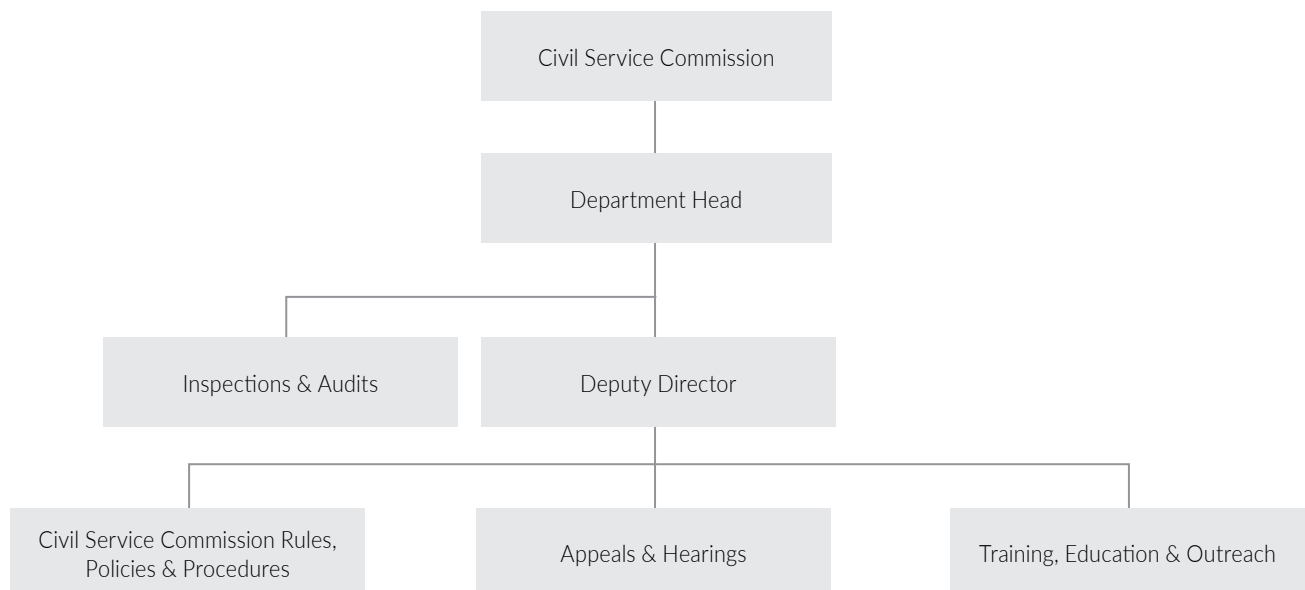 Civil Service Commission
Department Head
Inspections & Audits
Deputy Director
Civil Service Commission Rules,
Policies & Procedures
Appeals & Hearings
Training, Education & Outreach